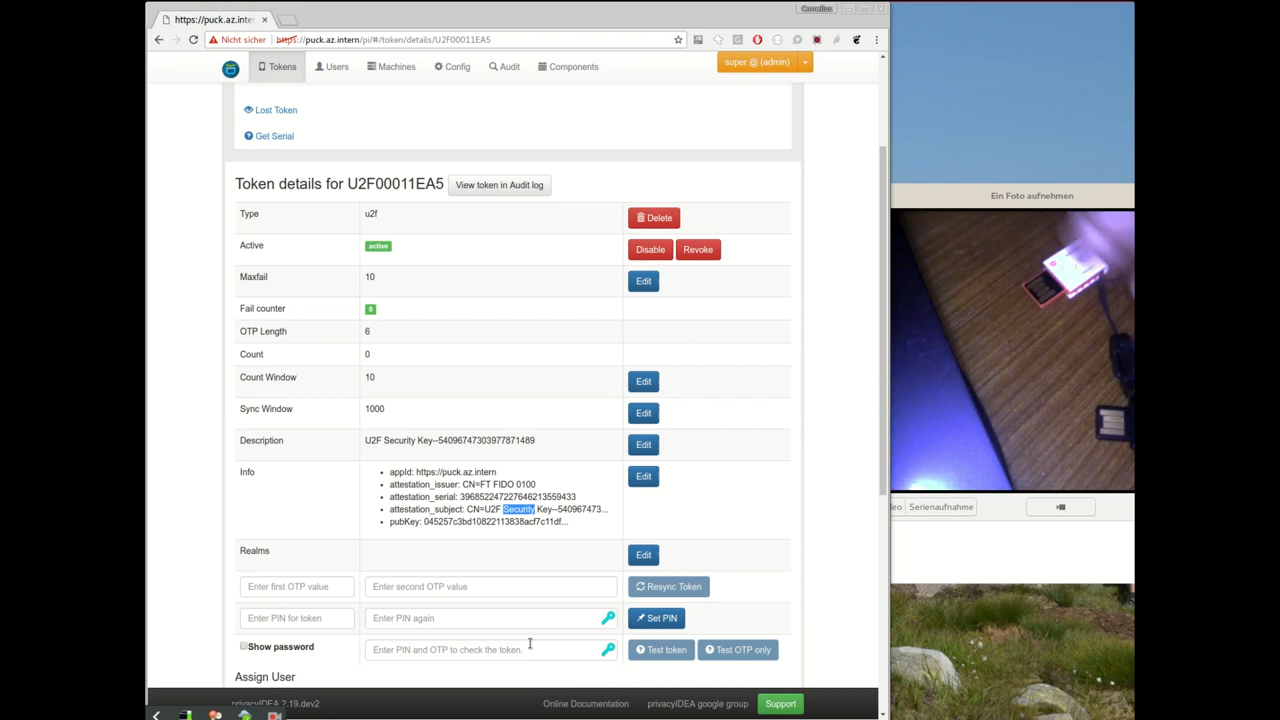 Cornelius
https://puck.az.inte
Nicht sicher https://puck.az.intern/pi/#/token/details/U2F00011EA5
Tokens Users Machines Config Audit Components super @ (admin)
Lost Token
Get Serial
Token details for U2F00011EA5 View token in Audit log
Type u2f Delete
Active active Disable Revoke
Maxfail 10 Edit
Fail counter 0
OTP Length 6
Count 0
Count Window 10 Edit
Sync Window 1000 Edit
Description U2F Security Key--54096747303977871489 Edit
Info Edit
appId: https://puck.az.intern
attestation_issuer: CN=FT FIDO 0100
attestation_serial: 396852247227646213559433
attestation_subject: CN=U2F Security Key--540967473...
pubKey: 045257c3bd10822113838acf7c11df...
Realms Edit
Enter first OTP value Enter second OTP value Resync Token
Enter PIN for token Enter PIN again Set PIN
Show password Enter PIN and OTP to check the token. Test token Test OTP only
Assign User
privacyIDEA 2.19.dev2 Online Documentation privacyIDEA google group Support
Ein Foto aufnehmen
eo Serienaufnahme